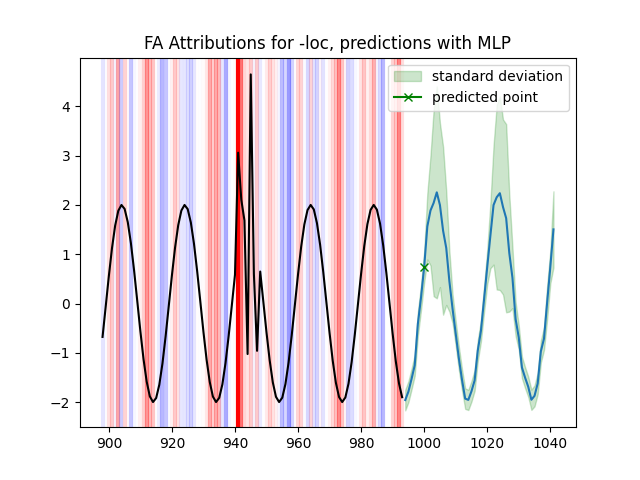 FA Attributions for -loc, predictions with MLP
standard deviation
predicted point
4
3
2
1
0
−1
−2
900 920 940 960 980 1000 1020 1040